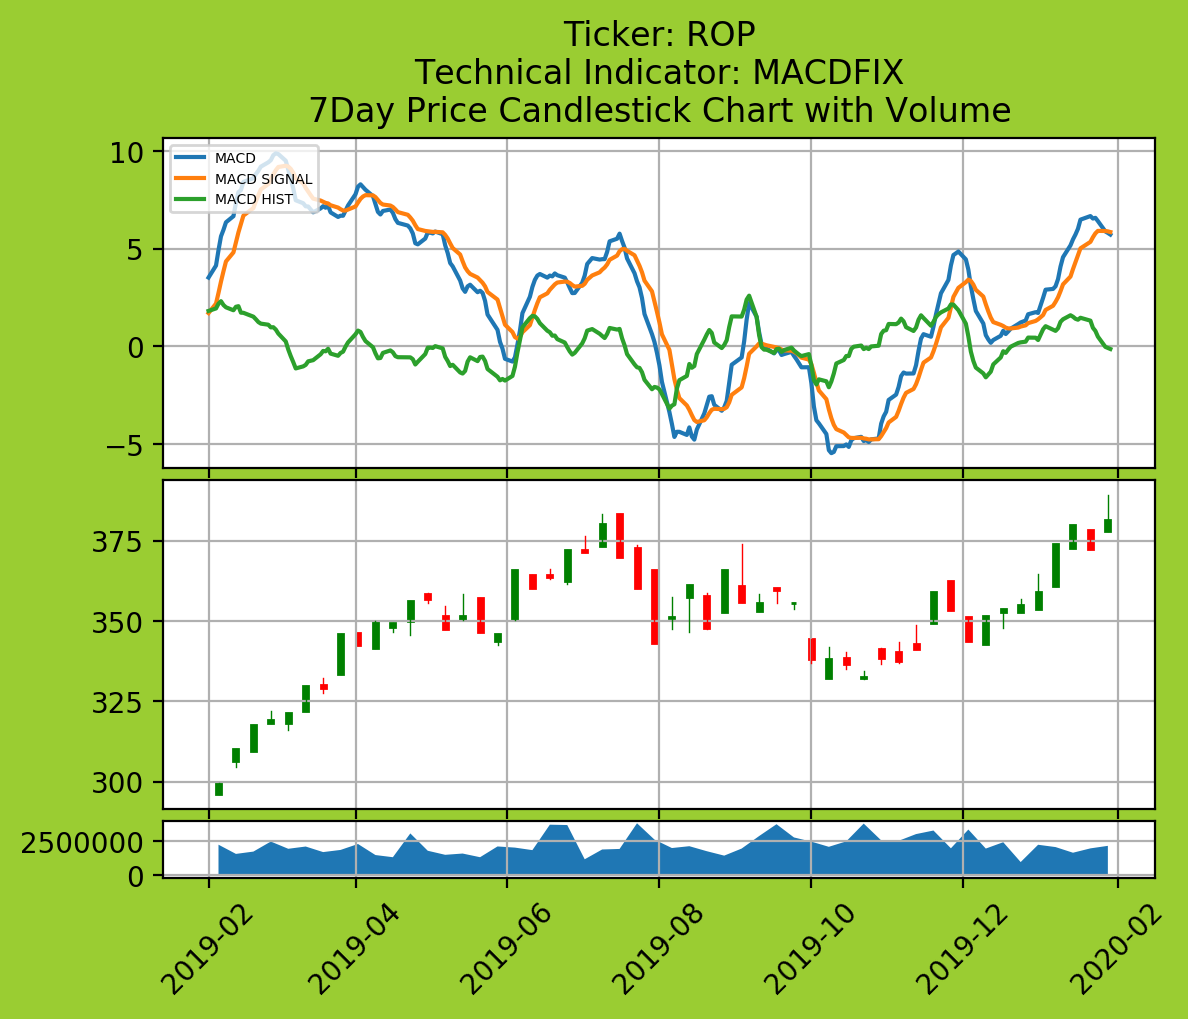 Ticker: ROP
Technical Indicator: MACDFIX
7Day Price Candlestick Chart with Volume
MACD
MACD SIGNAL
MACD HIST
10
5
0
−5
375
350
325
300
2500000
0
2019-02
2019-04
2019-06
2019-08
2019-10
2019-12
2020-02